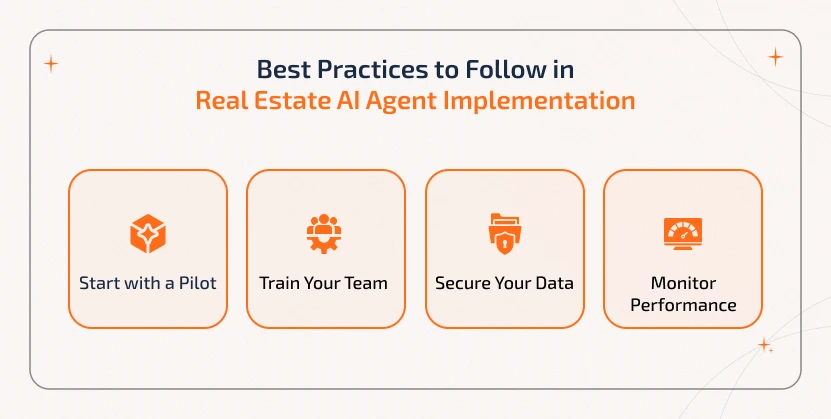 Best Practices to Follow in
Real Estate AI Agent Implementation
Start with a Pilot
Train Your Team
Secure Your Data
Monitor
Performance